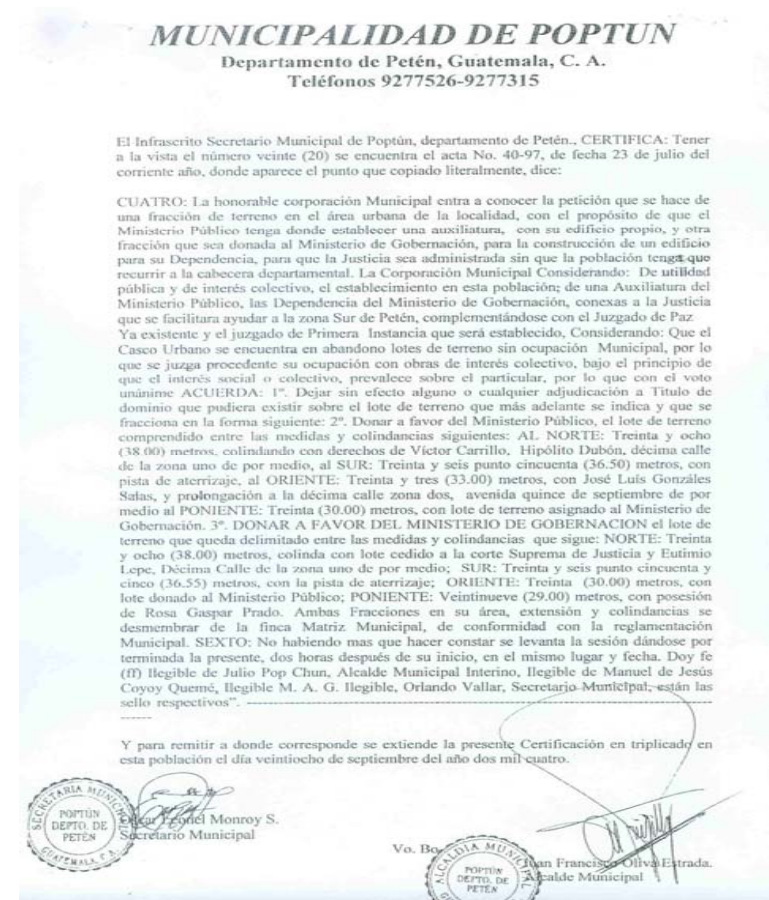 MUNICIPALIDAD DE POPTUN
Departamento de Petén, Guatemala, C. A.
Teléfonos 9277526-9277315
El Infrascrito Secretario Municipal de Poptún, departamento de Petén., CERTIFICA: Tener
a la vista el número veinte (20) se encuentra el acta No. 40-97, de fecha 23 de julio del
corriente año, donde aparece el punto que copiado literalmente, dice:
CUATRO: La honorable corporación Municipal entra a conocer la petición que se hace de
una fracción de terreno en el área urbana de la localidad, con el propósito de que el
Ministerio Público tenga donde establecer una auxiliatura, con su edificio propio, y otra
fracción que sea donada al Ministerio de Gobernación, para la construcción de un edificio
para su Dependencia, para que la Justicia sea administrada sin que la población tenga que
recurrir a la cabecera departamental. La Corporación Municipal Considerando: De utilidad
pública y de interés colectivo, el establecimiento en esta población; de una Auxiliatura del
Ministerio Público, las Dependencia del Ministerio de Gobernación, conexas a la Justicia
que se facilitara ayudar a la zona Sur de Petén, complementándose con el Juzgado de Paz
Ya existente y el juzgado de Primera Instancia que será establecido, Considerando: Que el
Casco Urbano se encuentra en abandono lotes de terreno sin ocupación Municipal, por lo
que se juzga procedente su ocupación con obras de interés colectivo, bajo el principio de
que el interés social o colectivo, prevalece sobre el particular, por lo que con el voto
unánime ACUERDA: 1º. Dejar sin efecto alguno o cualquier adjudicación a Titulo de
dominio que pudiera existir sobre el lote de terreno que más adelante se indica y que se
fracciona en la forma siguiente: 2º. Donar a favor del Ministerio Público, el lote de terreno
comprendido entre las medidas y colindancias siguientes: AL NORTE: Treinta y ocho
(38.00) metros, colindando con derechos de Víctor Carrillo, Hipólito Dubón, décima calle
de la zona uno de por medio, al SUR: Treinta y seis punto cincuenta (36.50) metros, con
pista de aterrizaje, al ORIENTE: Treinta y tres (33.00) metros, con José Luís Gonzáles
Salas, y prolongación a la décima calle zona dos, avenida quince de septiembre de por
medio al PONIENTE: Treinta (30.00) metros, con lote de terreno asignado al Ministerio de
Gobernación. 3º. DONAR A FAVOR DEL MINISTERIO DE GOBERNACION el lote de
terreno que queda delimitado entre las medidas y colindancias que sigue: NORTE: Treinta
y ocho (38.00) metros, colinda con lote cedido a la corte Suprema de Justicia y Eutimio
Lepe, Décima Calle de la zona uno de por medio; SUR: Treinta y seis punto cincuenta y
cinco (36.55) metros, con la pista de aterrizaje; ORIENTE: Treinta (30.00) metros, con
lote donado al Ministerio Público; PONIENTE: Veintinueve (29.00) metros, con posesión
de Rosa Gaspar Prado. Ambas Fracciones en su área, extensión y colindancias se
desmembrar de la finca Matriz Municipal, de conformidad con la reglamentación
Municipal. SEXTO: No habiendo mas que hacer constar se levanta la sesión dándose por
terminada la presente, dos horas después de su inicio, en el mismo lugar y fecha. Doy fe
(ff) Ilegible de Julio Pop Chun, Alcalde Municipal Interino, Ilegible de Manuel de Jesús
Coyoy Quemé, Ilegible M. A. G. Ilegible, Orlando Vallar, Secretario Municipal, están las
sello respectivos”. ------------------------------------------------------------
------
Y para remitir a donde corresponde se extiende la presente Certificación en triplicado en
esta población el día veintiocho de septiembre del año dos mil cuatro.
SECRETARIA MUNICIPAL
POPTÚN
DEPTO. DE
PETÉN
GUATEMALA, C.A.
Monroy S.
Secretario Municipal
Vo. Bo
ALCALDIA MUNICIPAL
POPTÚN
DEPTO. DE
PETÉN
Juan Francisco Oliva Estrada.
Alcalde Municipal